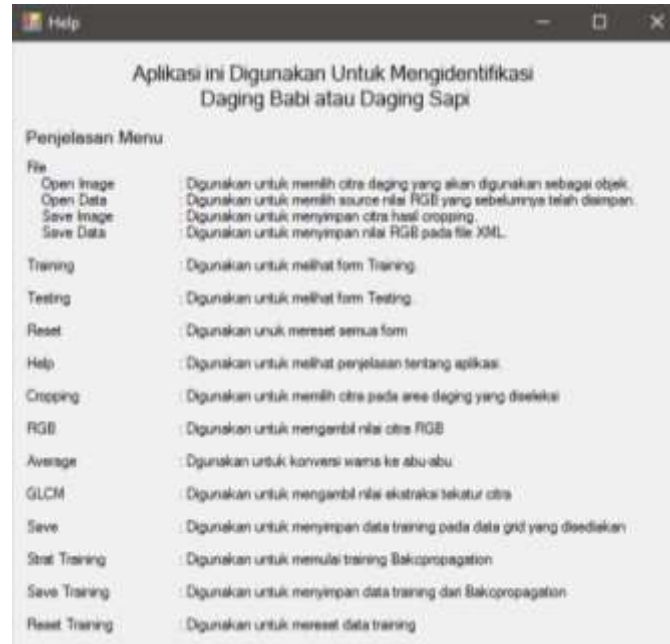 Help
Aplikasi ini Digunakan Untuk Mengidentifikasi
Daging Babi atau Daging Sapi
Penjelasan Menu
File
Open Image : Digunakan untuk memilih citra daging yang akan digunakan sebagai objek.
Open Data : Digunakan untuk memilih source nilai RGB yang sebelumnya telah disimpan.
Save Image : Digunakan untuk menyimpan citra hasil cropping.
Save Data : Digunakan untuk menyimpan nilai RGB pada file XML.
Training : Digunakan untuk melihat form Training.
Testing : Digunakan untuk melihat form Testing.
Reset : Digunakan unuk mereset semua form
Help : Digunakan untuk melihat penjelasan tentang aplikasi.
Cropping : Digunakan untuk memilih citra pada area daging yang diseleksi
RGB : Digunakan untuk mengambil nilai citra RGB
Average : Dgunakan untuk konversi warna ke abu-abu
GLCM : Digunakan untuk mengambil nilai ekstraksi tekstur citra
Save : Digunakan untuk menyimpan data training pada data grid yang disediakan
Strat Training : Digunakan untuk memulai training Bakcpropagation
Save Training : Digunakan untuk menyimpan data training dari Bakcpropagation
Reset Training : Digunakan untuk mereset data training